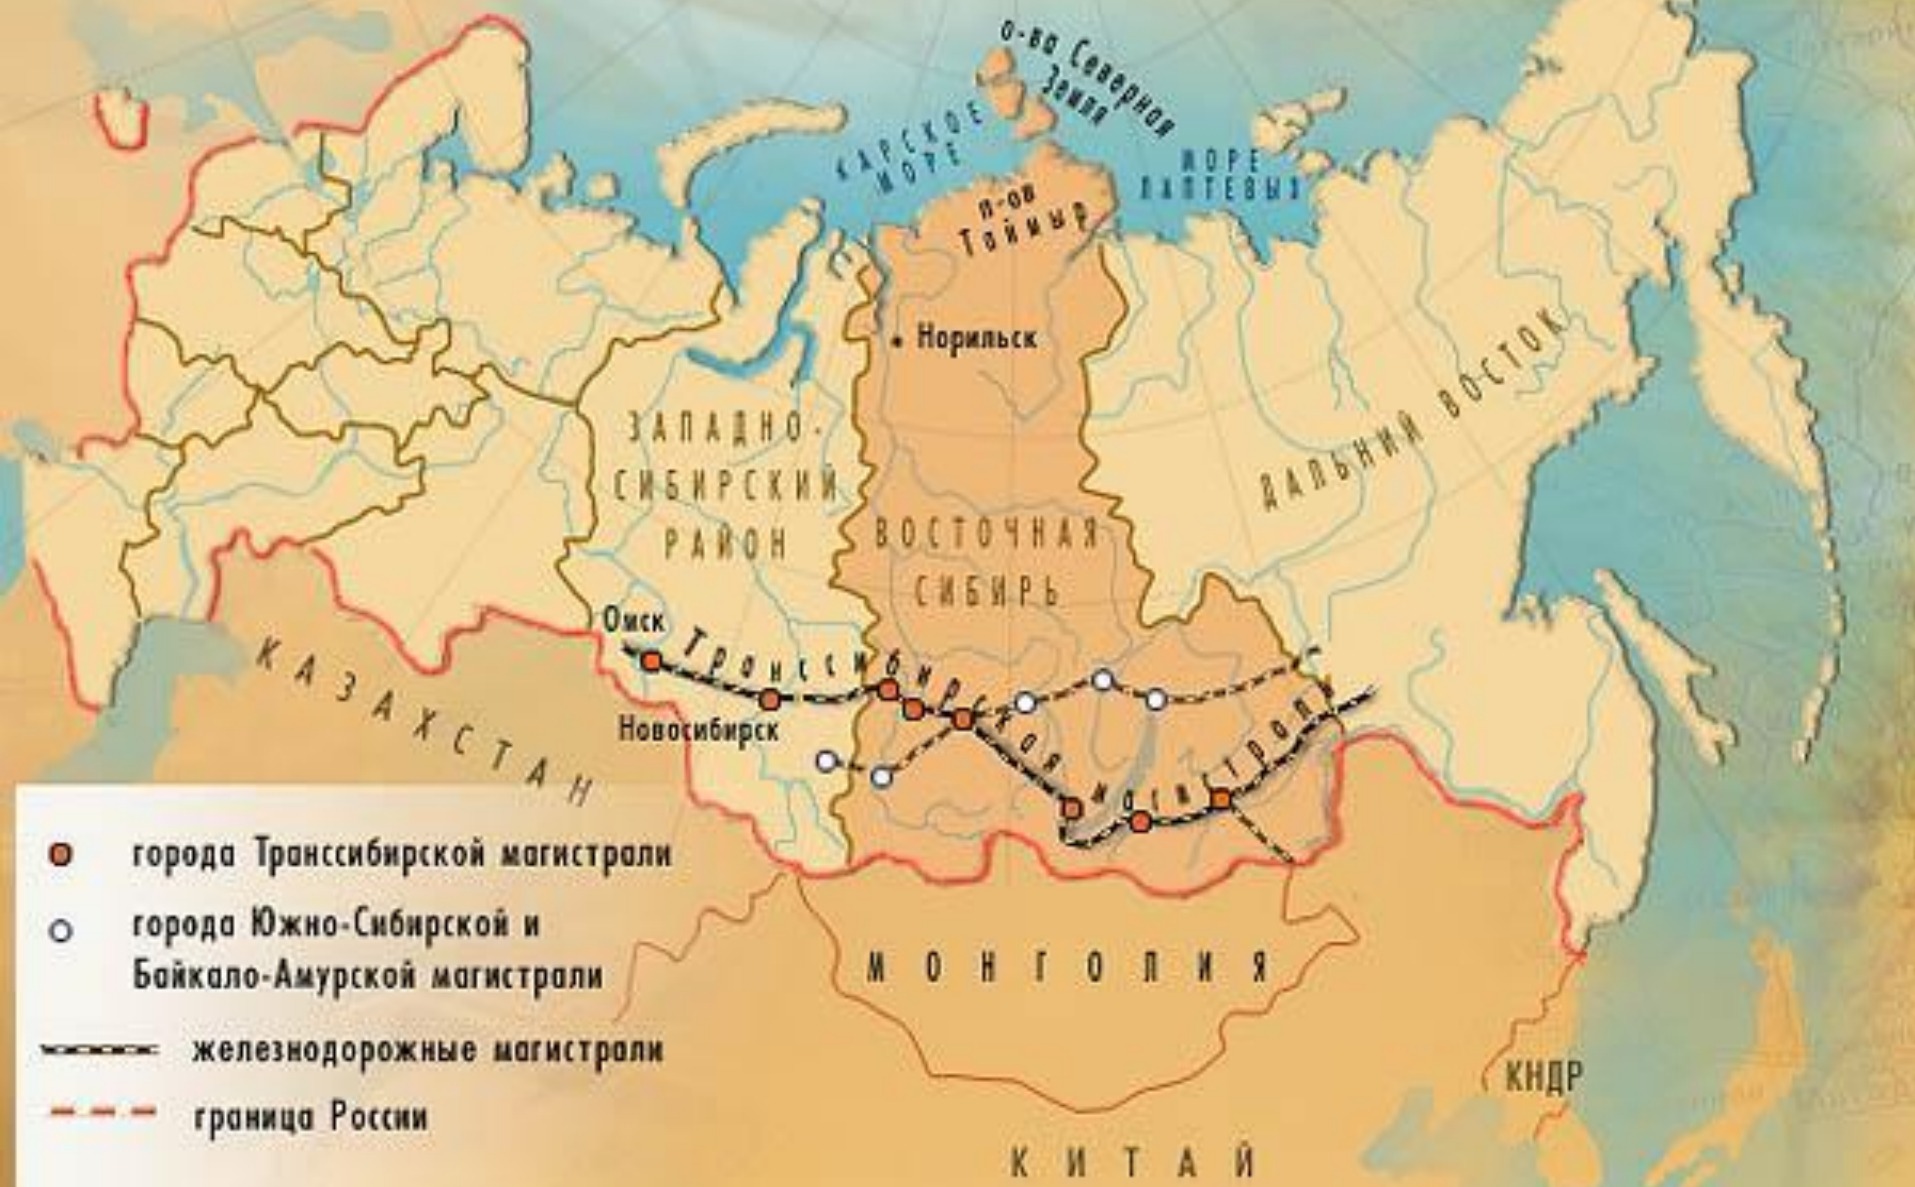 о-ва Северная
Земля
КАРСКОЕ
МОРЕ
МОРЕ
ЛАПТЕВЫХ
п-ов
Таймыр
Норильск
ЗАПАДНО-
СИБИРСКИЙ
РАЙОН
ВОСТОЧНАЯ
СИБИРЬ
ДАЛЬНИЙ ВОСТОК
Омск
Транссибирская магистраль
Новосибирск
КАЗАХСТАН
города Транссибирской магистрали
города Южно-Сибирской и
Байкало-Амурской магистрали
железнодорожные магистрали
граница России
МОНГОЛИЯ
КНДР
КИТАЙ